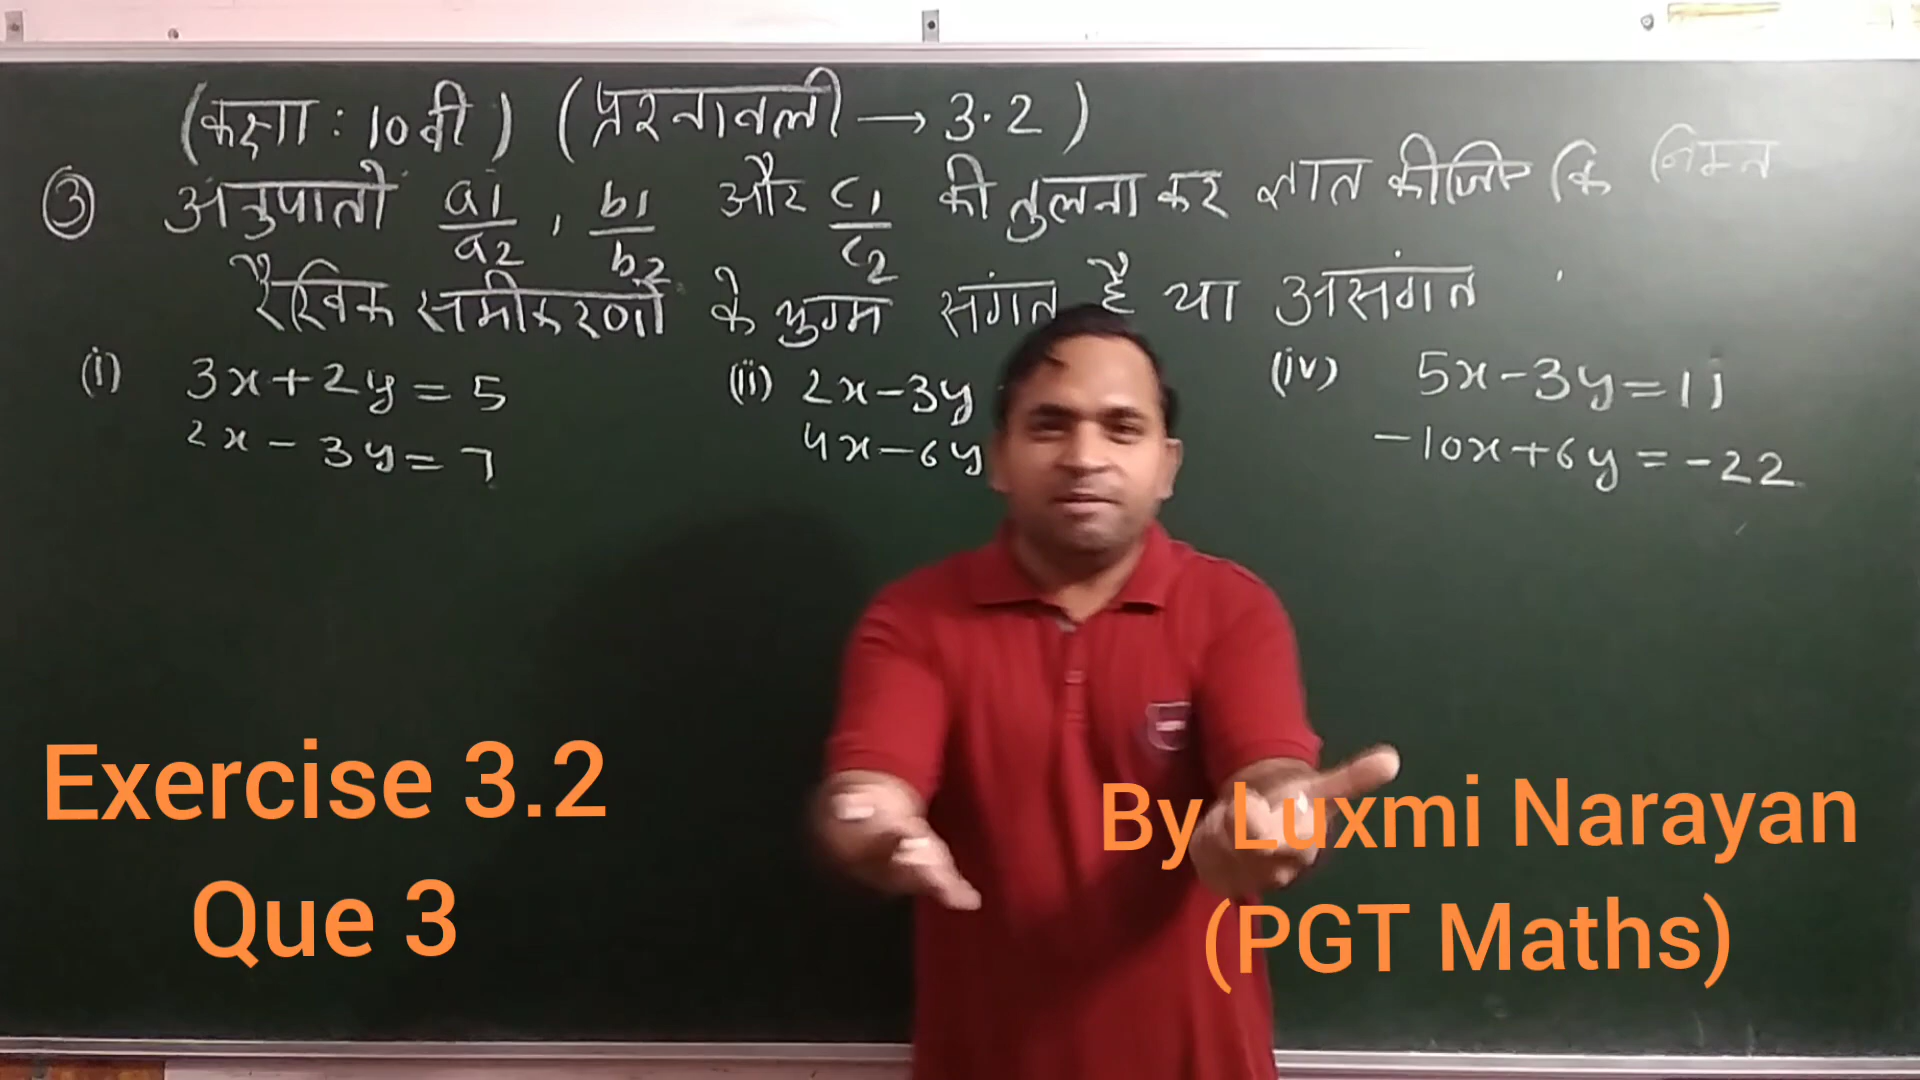 (कक्षा : 10वी) (प्रश्नावली → 3.2)
③ अनुपातों a1/a2 , b1/b2 और c1/c2 की तुलना कर ज्ञात कीजिए कि निम्न
रैखिक समीकरणों के युग्म संगत है या असंगत
(i) 3x+2y=5 (ii) 2x-3y (iv) 5x-3y=11
2x-3y=7 4x-6y -10x+6y=-22
Exercise 3.2
Que 3
By Luxmi Narayan
(PGT Maths)